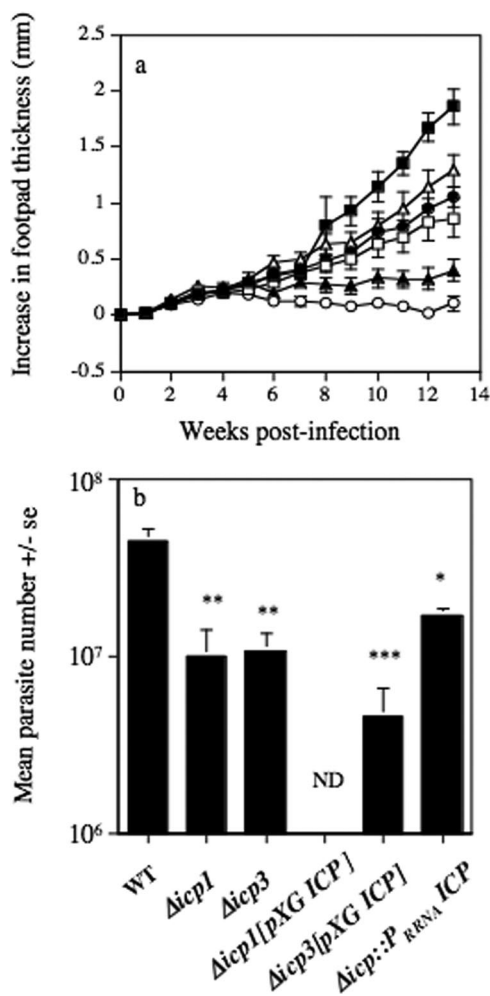 Increase in footpad thickness (mm)
2.5
2
1.5
1
0.5
0
-0.5
a
0 2 4 6 8 10 12 14
Weeks post-infection
Mean parasite number +/- se
10⁸
10⁷
10⁶
b
**
**
ND
***
*
WT
Δicp1
Δicp3
Δicp1[pXG ICP]
Δicp3[pXG ICP]
Δicp::P RRNA ICP